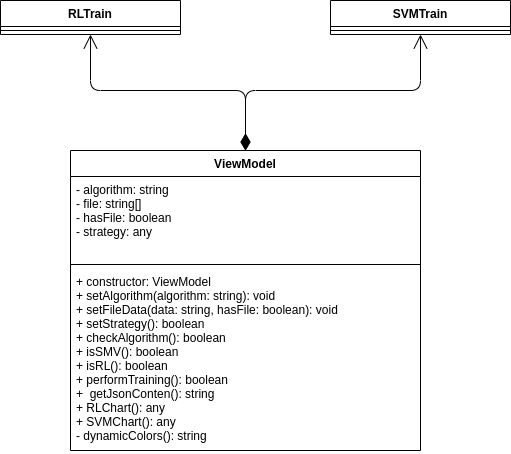 RLTrain
SVMTrain
ViewModel
- algorithm: string
- file: string[]
- hasFile: boolean
- strategy: any
+ constructor: ViewModel
+ setAlgorithm(algorithm: string): void
+ setFileData(data: string, hasFile: boolean): void
+ setStrategy(): boolean
+ checkAlgorithm(): boolean
+ isSMV(): boolean
+ isRL(): boolean
+ performTraining(): boolean
+  getJsonConten(): string
+ RLChart(): any
+ SVMChart(): any
- dynamicColors(): string